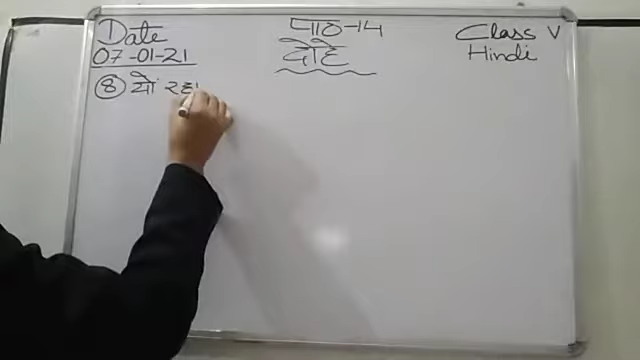 Date
07-01-21
पाठ-14
दोहे
Class V
Hindi
⑧ यों रहा